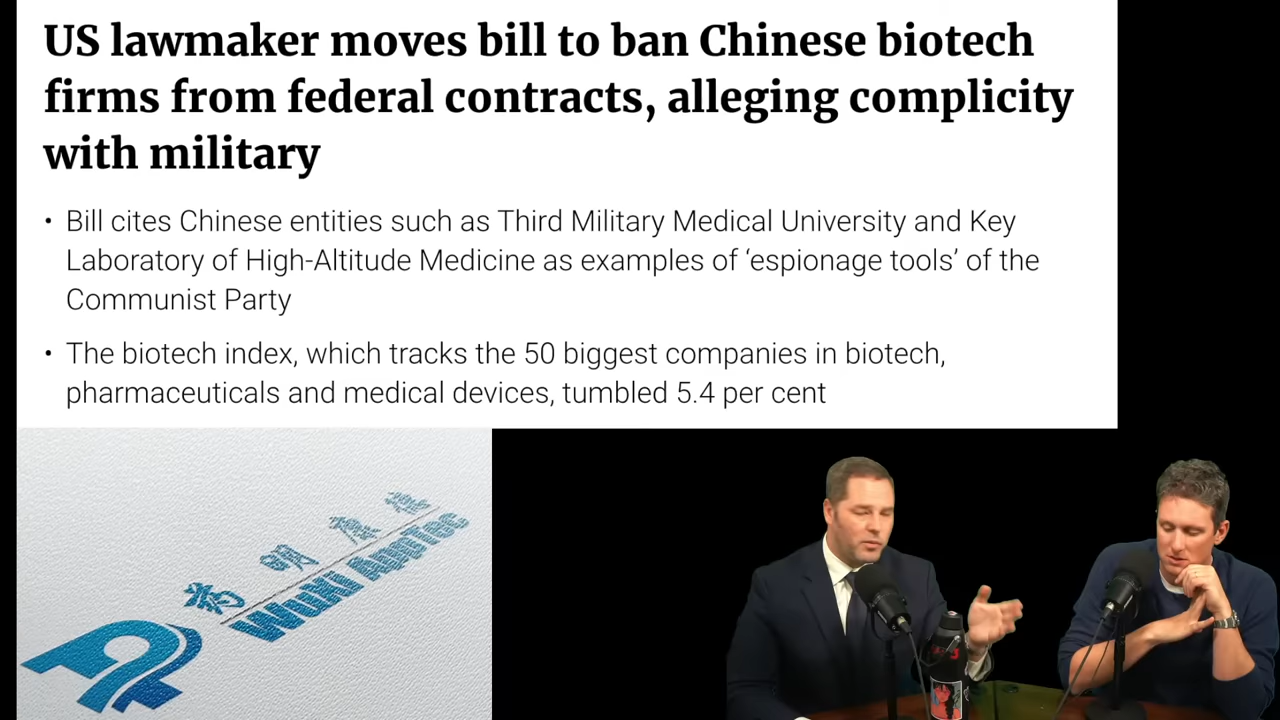 US lawmaker moves bill to ban Chinese biotech
firms from federal contracts, alleging complicity
with military
• Bill cites Chinese entities such as Third Military Medical University and Key
Laboratory of High-Altitude Medicine as examples of ‘espionage tools’ of the
Communist Party
• The biotech index, which tracks the 50 biggest companies in biotech,
pharmaceuticals and medical devices, tumbled 5.4 per cent
药明康德
WuXi AppTec